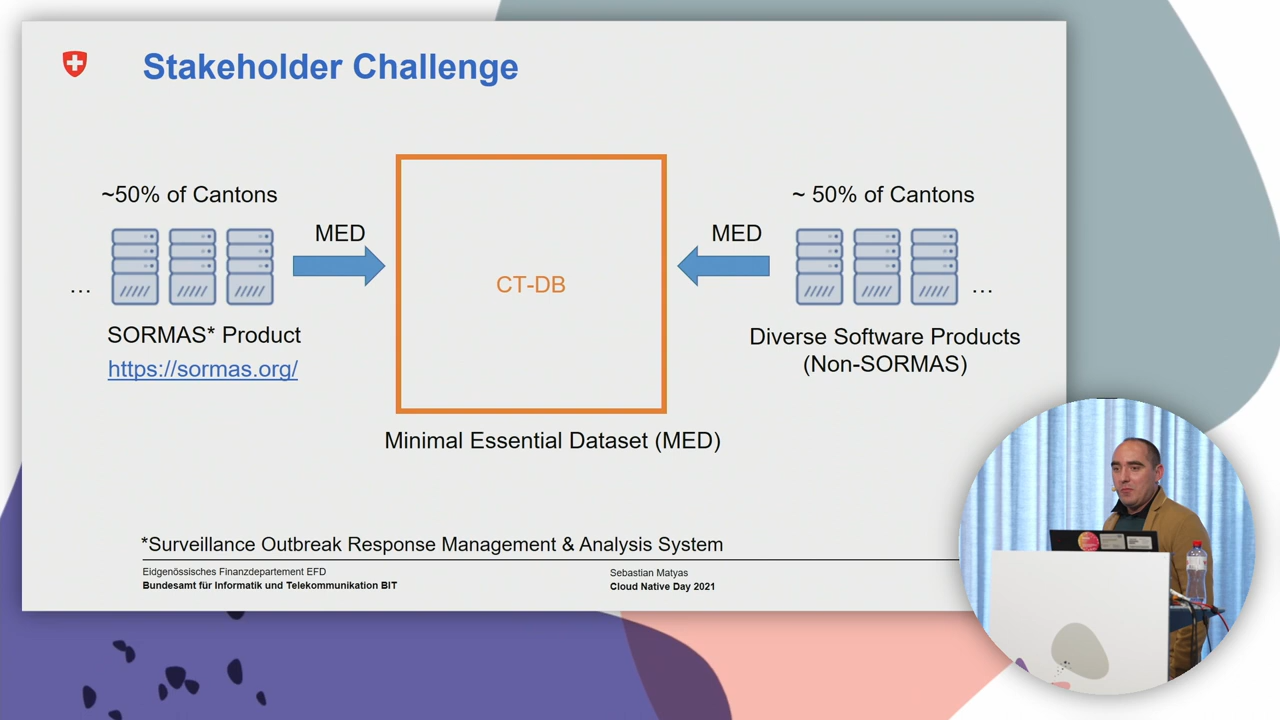 Stakeholder Challenge
~50% of Cantons
MED
...
SORMAS* Product
https://sormas.org/
CT-DB
Minimal Essential Dataset (MED)
~ 50% of Cantons
MED
...
Diverse Software Products
(Non-SORMAS)
*Surveillance Outbreak Response Management & Analysis System
Eidgenössisches Finanzdepartement EFD
Bundesamt für Informatik und Telekommunikation BIT
Sebastian Matyas
Cloud Native Day 2021